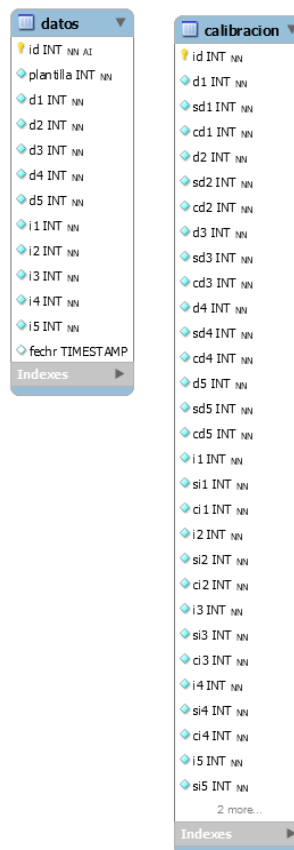 datos
id INT NN AI
plantilla INT NN
d1 INT NN
d2 INT NN
d3 INT NN
d4 INT NN
d5 INT NN
i1 INT NN
i2 INT NN
i3 INT NN
i4 INT NN
i5 INT NN
fechr TIMESTAMP
Indexes
calibracion
id INT NN
d1 INT NN
sd1 INT NN
cd1 INT NN
d2 INT NN
sd2 INT NN
cd2 INT NN
d3 INT NN
sd3 INT NN
cd3 INT NN
d4 INT NN
sd4 INT NN
cd4 INT NN
d5 INT NN
sd5 INT NN
cd5 INT NN
i1 INT NN
si1 INT NN
ci1 INT NN
i2 INT NN
si2 INT NN
ci2 INT NN
i3 INT NN
si3 INT NN
ci3 INT NN
i4 INT NN
si4 INT NN
ci4 INT NN
i5 INT NN
si5 INT NN
2 more...
Indexes